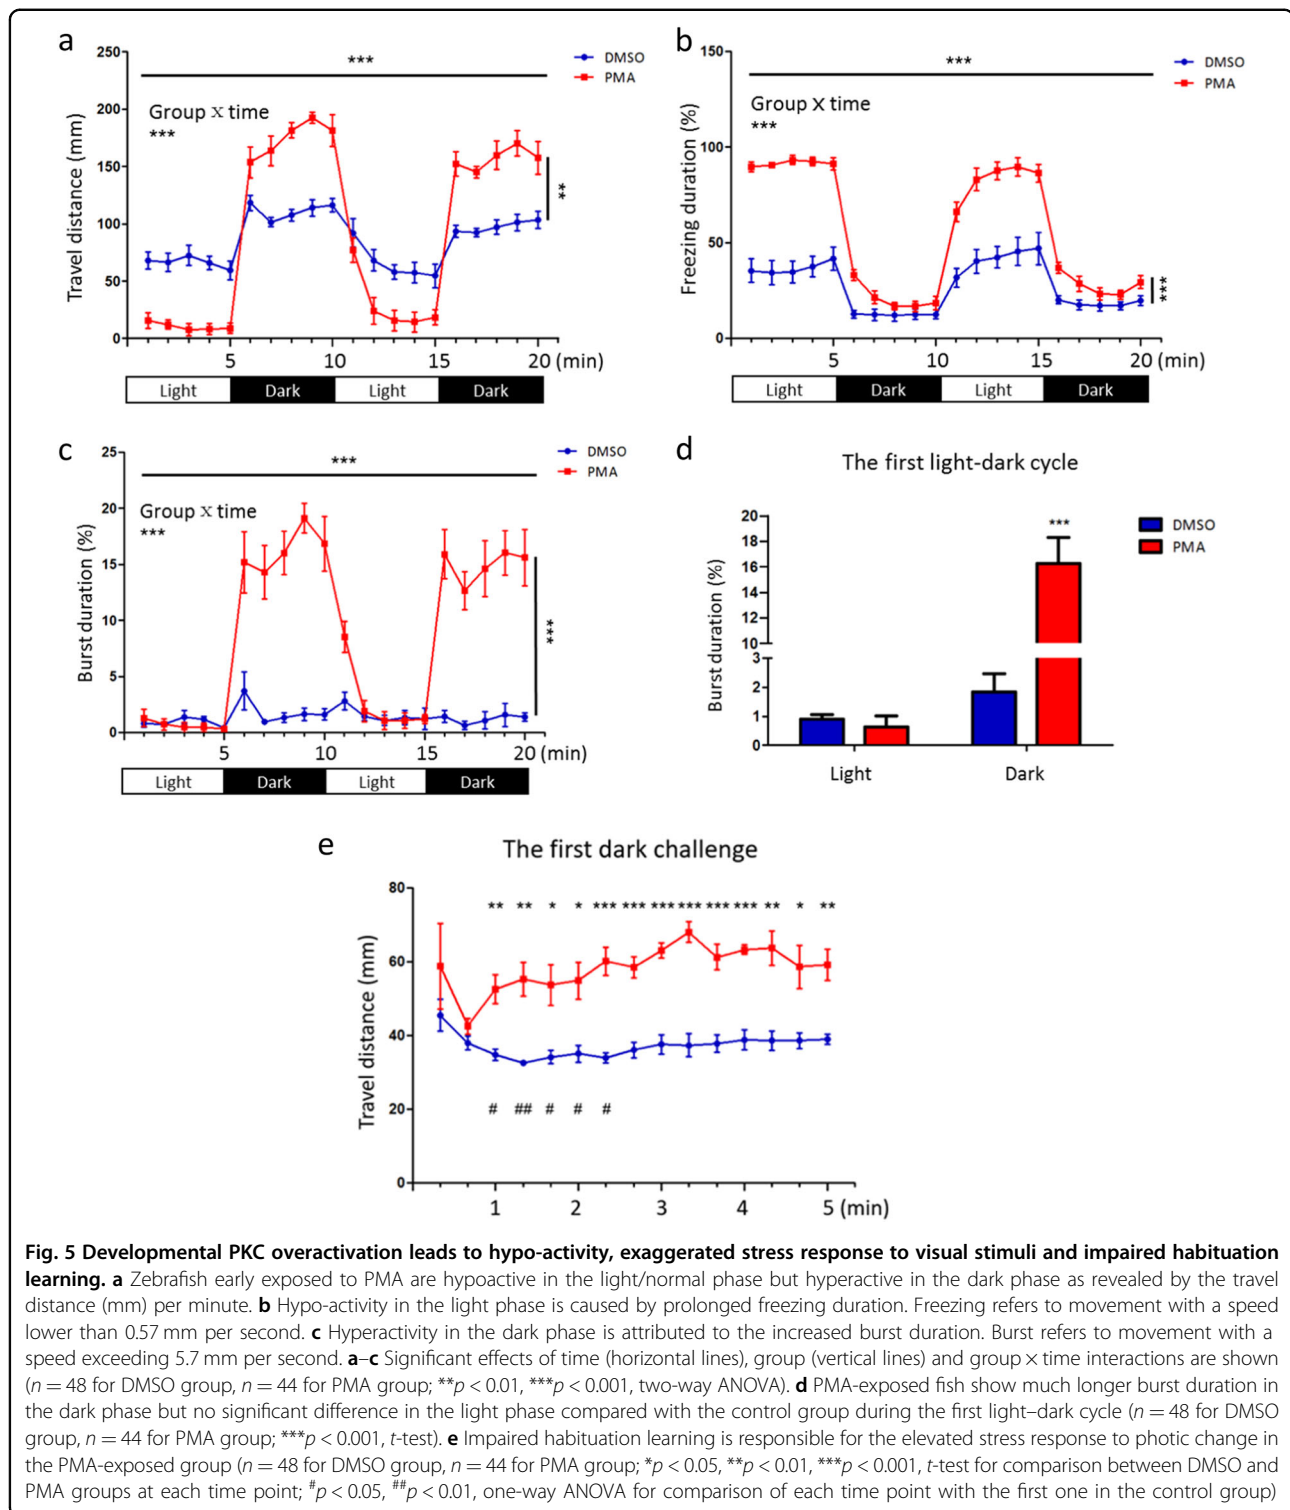 a
250
200
150
100
50
0
Travel distance (mm)
***
DMSO
PMA
Group x time
***
**
5 10 15 20 (min)
Light Dark Light Dark
b
150
100
50
0
Freezing duration (%)
***
DMSO
PMA
Group X time
***
***
5 10 15 20 (min)
Light Dark Light Dark
c
25
20
15
10
5
0
Burst duration (%)
***
DMSO
PMA
Group x time
***
***
5 10 15 20 (min)
Light Dark Light Dark
d
The first light-dark cycle
20
18
16
14
12
10
3
2
1
0
Burst duration (%)
***
DMSO
PMA
Light Dark
e
The first dark challenge
80
60
40
20
0
Travel distance (mm)
** ** * * *** *** *** *** *** *** ** * **
# ## # # #
1 2 3 4 5 (min)
Fig. 5 Developmental PKC overactivation leads to hypo-activity, exaggerated stress response to visual stimuli and impaired habituation
learning. a Zebrafish early exposed to PMA are hypoactive in the light/normal phase but hyperactive in the dark phase as revealed by the travel
distance (mm) per minute. b Hypo-activity in the light phase is caused by prolonged freezing duration. Freezing refers to movement with a speed
lower than 0.57 mm per second. c Hyperactivity in the dark phase is attributed to the increased burst duration. Burst refers to movement with a
speed exceeding 5.7 mm per second. a–c Significant effects of time (horizontal lines), group (vertical lines) and group × time interactions are shown
(n = 48 for DMSO group, n = 44 for PMA group; **p < 0.01, ***p < 0.001, two-way ANOVA). d PMA-exposed fish show much longer burst duration in
the dark phase but no significant difference in the light phase compared with the control group during the first light–dark cycle (n = 48 for DMSO
group, n = 44 for PMA group; ***p < 0.001, t-test). e Impaired habituation learning is responsible for the elevated stress response to photic change in
the PMA-exposed group (n = 48 for DMSO group, n = 44 for PMA group; *p < 0.05, **p < 0.01, ***p < 0.001, t-test for comparison between DMSO and
PMA groups at each time point; #p < 0.05, ##p < 0.01, one-way ANOVA for comparison of each time point with the first one in the control group)